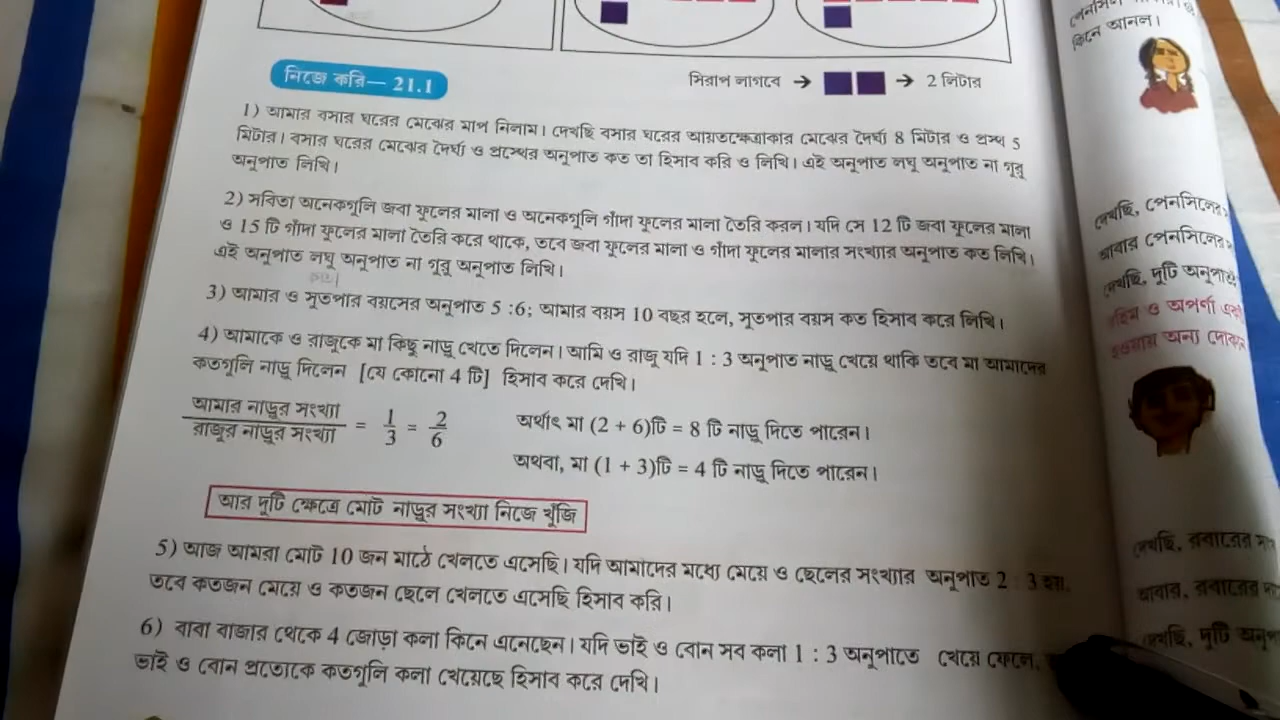 কিনে আনল।
নিজে করি— 21.1
সিরাপ লাগবে → → 2 লিটার
1) আমার বসার ঘরের মেঝের মাপ নিলাম। দেখছি বসার ঘরের আয়তক্ষেত্রাকার মেঝের দৈর্ঘ্য 8 মিটার ও প্রস্থ 5
মিটার। বসার ঘরের মেঝের দৈর্ঘ্য ও প্রস্থের অনুপাত কত তা হিসাব করি ও লিখি। এই অনুপাত লঘু অনুপাত না গুরু
অনুপাত লিখি।
2) সবিতা অনেকগুলি জবা ফুলের মালা ও অনেকগুলি গাঁদা ফুলের মালা তৈরি করল। যদি সে 12 টি জবা ফুলের মালা
ও 15 টি গাঁদা ফুলের মালা তৈরি করে থাকে, তবে জবা ফুলের মালা ও গাঁদা ফুলের মালার সংখ্যার অনুপাত কত লিখি।
এই অনুপাত লঘু অনুপাত না গুরু অনুপাত লিখি।
3) আমার ও সুতপার বয়সের অনুপাত 5 :6; আমার বয়স 10 বছর হলে, সুতপার বয়স কত হিসাব করে লিখি।
4) আমাকে ও রাজুকে মা কিছু নাড়ু খেতে দিলেন। আমি ও রাজু যদি 1 : 3 অনুপাত নাড়ু খেয়ে থাকি তবে মা আমাদের
কতগুলি নাড়ু দিলেন [যে কোনো 4 টি] হিসাব করে দেখি।
আমার নাড়ুর সংখ্যা / রাজুর নাড়ুর সংখ্যা = 1/3 = 2/6
অর্থাৎ মা (2 + 6)টি = 8 টি নাড়ু দিতে পারেন।
অথবা, মা (1 + 3)টি = 4 টি নাড়ু দিতে পারেন।
আর দুটি ক্ষেত্রে মোট নাড়ুর সংখ্যা নিজে খুঁজি
5) আজ আমরা মোট 10 জন মাঠে খেলতে এসেছি। যদি আমাদের মধ্যে মেয়ে ও ছেলের সংখ্যার অনুপাত 2 : 3 হয়,
তবে কতজন মেয়ে ও কতজন ছেলে খেলতে এসেছি হিসাব করি।
6) বাবা বাজার থেকে 4 জোড়া কলা কিনে এনেছেন। যদি ভাই ও বোন সব কলা 1 : 3 অনুপাতে খেয়ে ফেলে,
ভাই ও বোন প্রত্যেকে কতগুলি কলা খেয়েছে হিসাব করে দেখি।
দেখছি, পেনসিলের
আবার পেনসিলের
দেখছি, দুটি
ও অপর্ণা
অন্য
দেখছি, রবারের
আবার, রবারের
দেখছি, দুটি